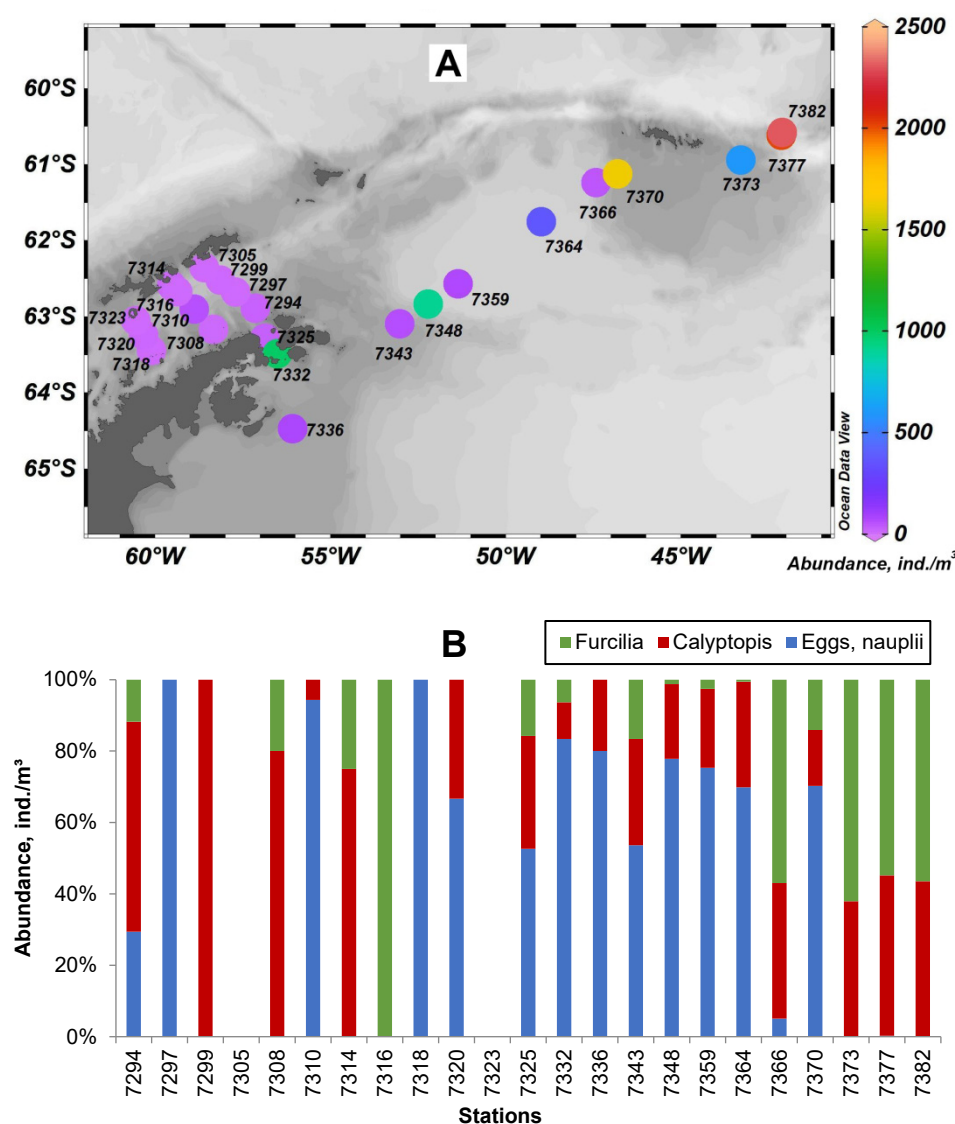 A
60°S
61°S
62°S
63°S
64°S
65°S
60°W
55°W
50°W
45°W
7382
7377
7373
7370
7366
7364
7359
7348
7343
7305
7299
7297
7294
7314
7316
7323
7310
7320
7308
7318
7325
7332
7336
2500
2000
1500
1000
500
0
Ocean Data View
Abundance, ind./m³
B
Furcilia Calyptopis Eggs, nauplii
100%
80%
60%
40%
20%
0%
Abundance, ind./m³
7294 7297 7299 7305 7308 7310 7314 7316 7318 7320 7323 7325 7332 7336 7343 7348 7359 7364 7366 7370 7373 7377 7382
Stations